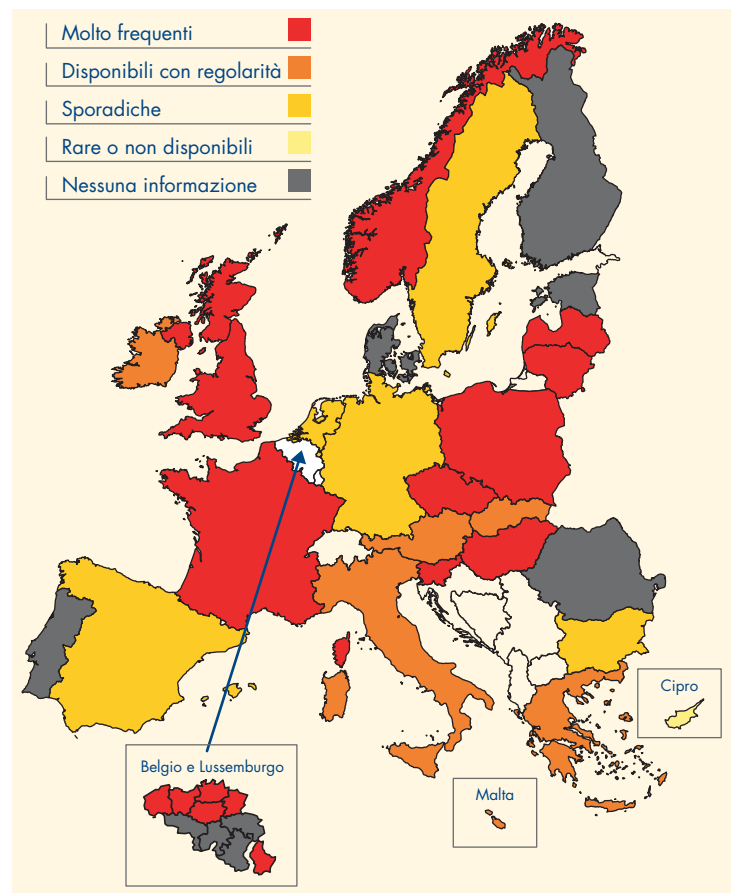 Molto frequenti
Disponibili con regolarità
Sporadiche
Rare o non disponibili
Nessuna informazione
Cipro
Belgio e Lussemburgo
Malta